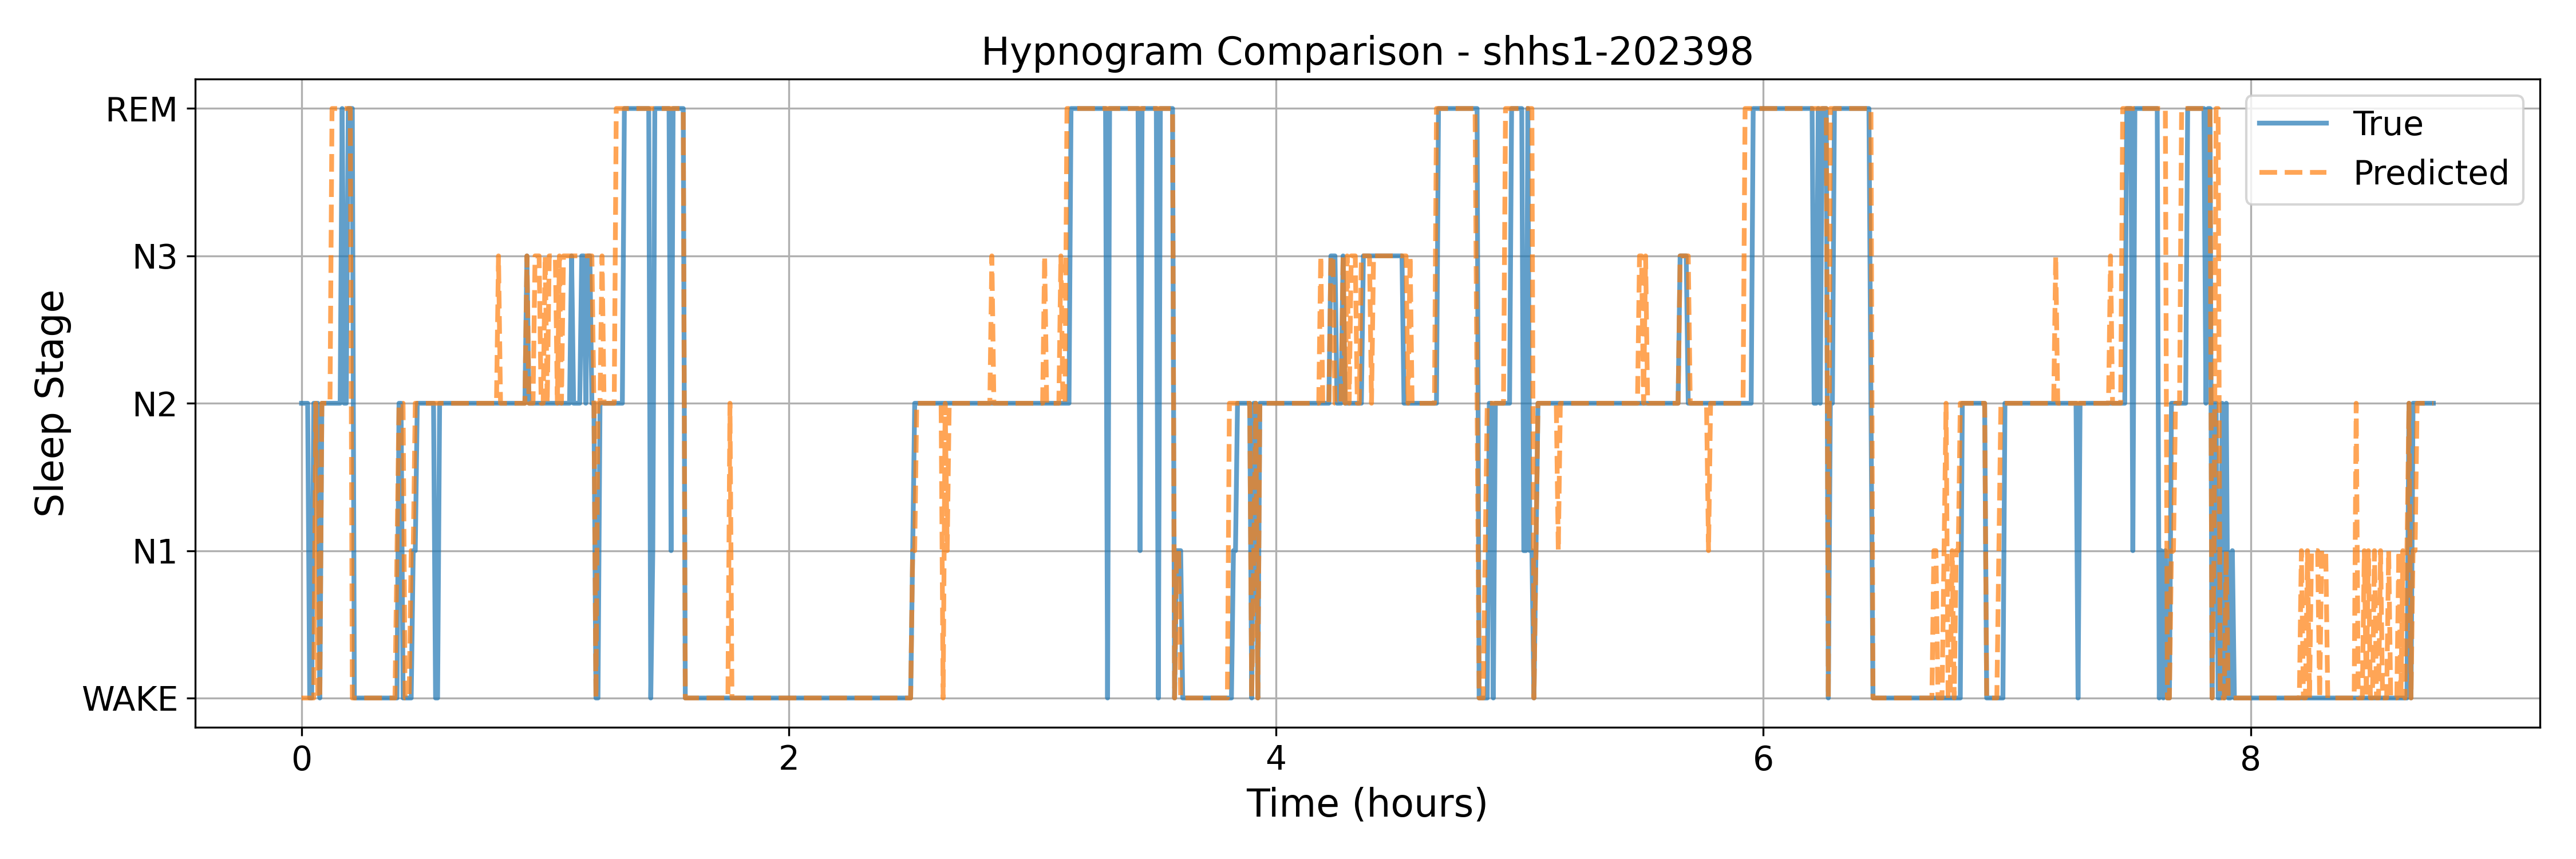 Hypnogram Comparison - shhs1-202398
REM
N3
N2
N1
WAKE
Sleep Stage
0 2 4 6 8
Time (hours)
True
Predicted